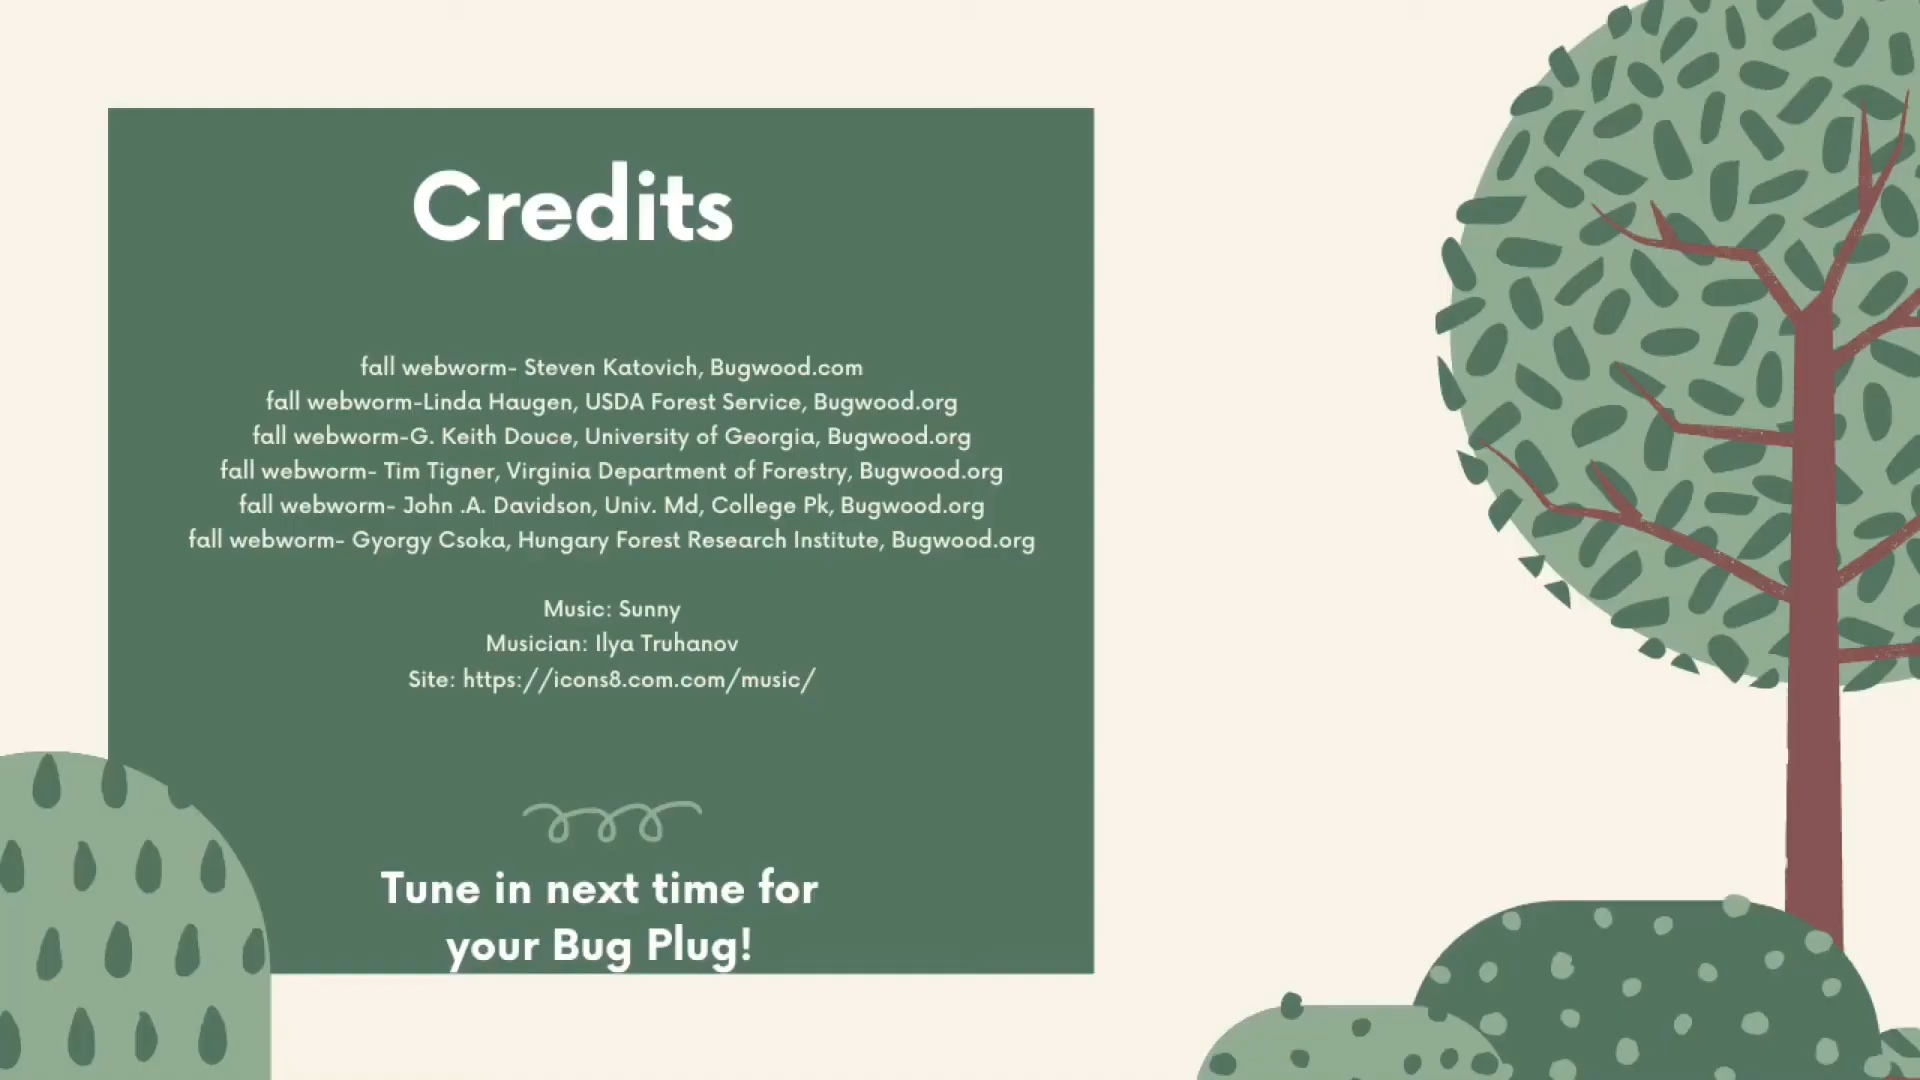 Credits
fall webworm- Steven Katovich, Bugwood.com
fall webworm-Linda Haugen, USDA Forest Service, Bugwood.org
fall webworm-G. Keith Douce, University of Georgia, Bugwood.org
fall webworm- Tim Tigner, Virginia Department of Forestry, Bugwood.org
fall webworm- John .A. Davidson, Univ. Md, College Pk, Bugwood.org
fall webworm- Gyorgy Csoka, Hungary Forest Research Institute, Bugwood.org
Music: Sunny
Musician: Ilya Truhanov
Site: https://icons8.com.com/music/
Tune in next time for
your Bug Plug!